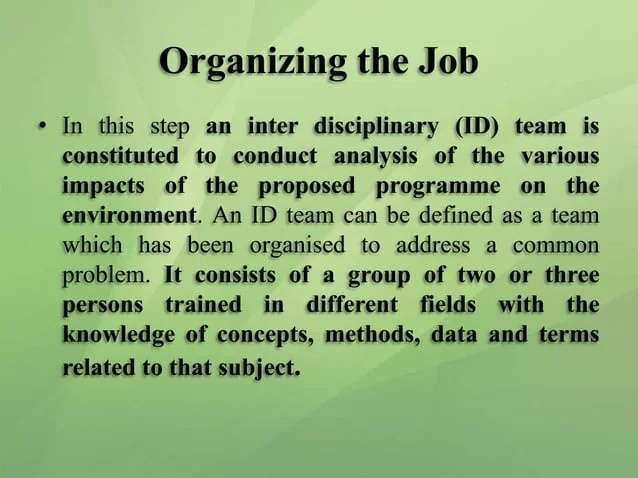 Organizing the Job
• In this step an inter disciplinary (ID) team is
constituted to conduct analysis of the various
impacts of the proposed programme on the
environment. An ID team can be defined as a team
which has been organised to address a common
problem. It consists of a group of two or three
persons trained in different fields with the
knowledge of concepts, methods, data and terms
related to that subject.